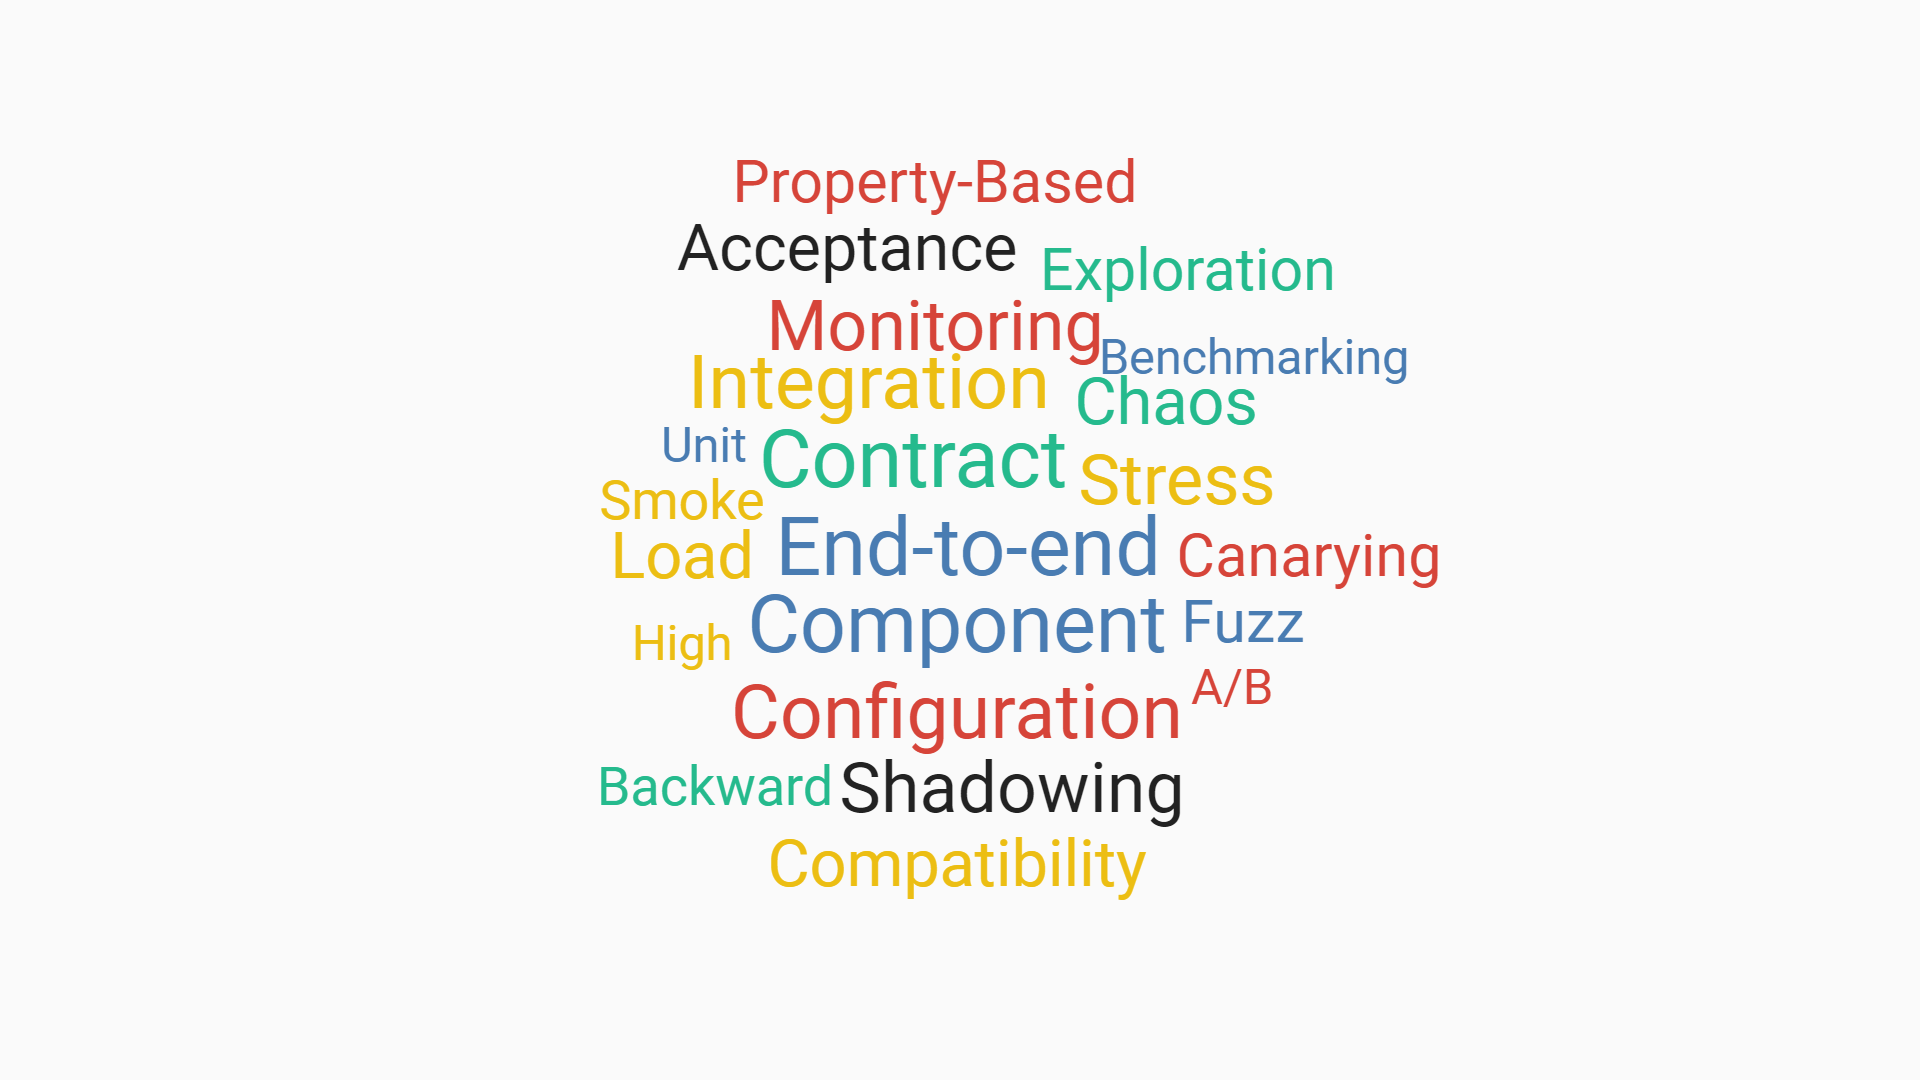 Property-Based
Acceptance
Exploration
Monitoring
Benchmarking
Integration
Chaos
Unit
Contract
Stress
Smoke
Load
End-to-end
Canarying
High
Component
Fuzz
Configuration
A/B
Backward
Shadowing
Compatibility